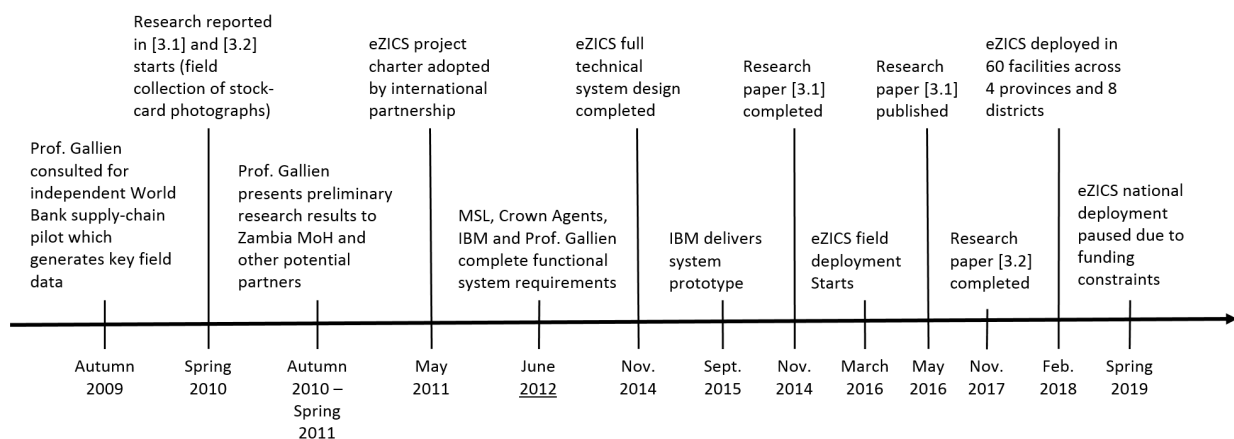 Research reported
in [3.1] and [3.2]
starts (field
collection of stock-
card photographs)
eZICS project
charter adopted
by international
partnership
eZICS full
technical
system design
completed
Research
paper [3.1]
completed
Research
paper [3.1]
published
eZICS deployed in
60 facilities across
4 provinces and 8
districts
Prof. Gallien
consulted for
independent World
Bank supply-chain
pilot which
generates key field
data
Prof. Gallien
presents preliminary
research results to
Zambia MoH and
other potential
partners
MSL, Crown Agents,
IBM and Prof. Gallien
complete functional
system requirements
IBM delivers
system
prototype
eZICS field
deployment
Starts
Research
paper [3.2]
completed
eZICS national
deployment
paused due to
funding
constraints
Autumn
2009
Spring
2010
Autumn
2010 –
Spring
2011
May
2011
June
2012
Nov.
2014
Sept.
2015
Nov.
2014
March
2016
May
2016
Nov.
2017
Feb.
2018
Spring
2019